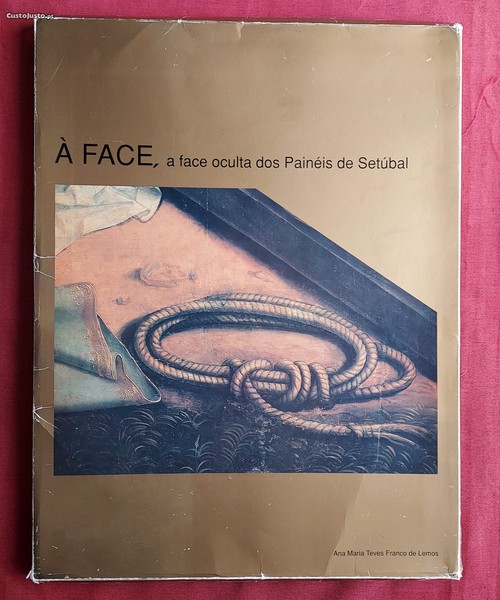 CustoJusto.pt
À FACE, a face oculta dos Painéis de Setúbal
Ana Maria Teves Franco de Lemos